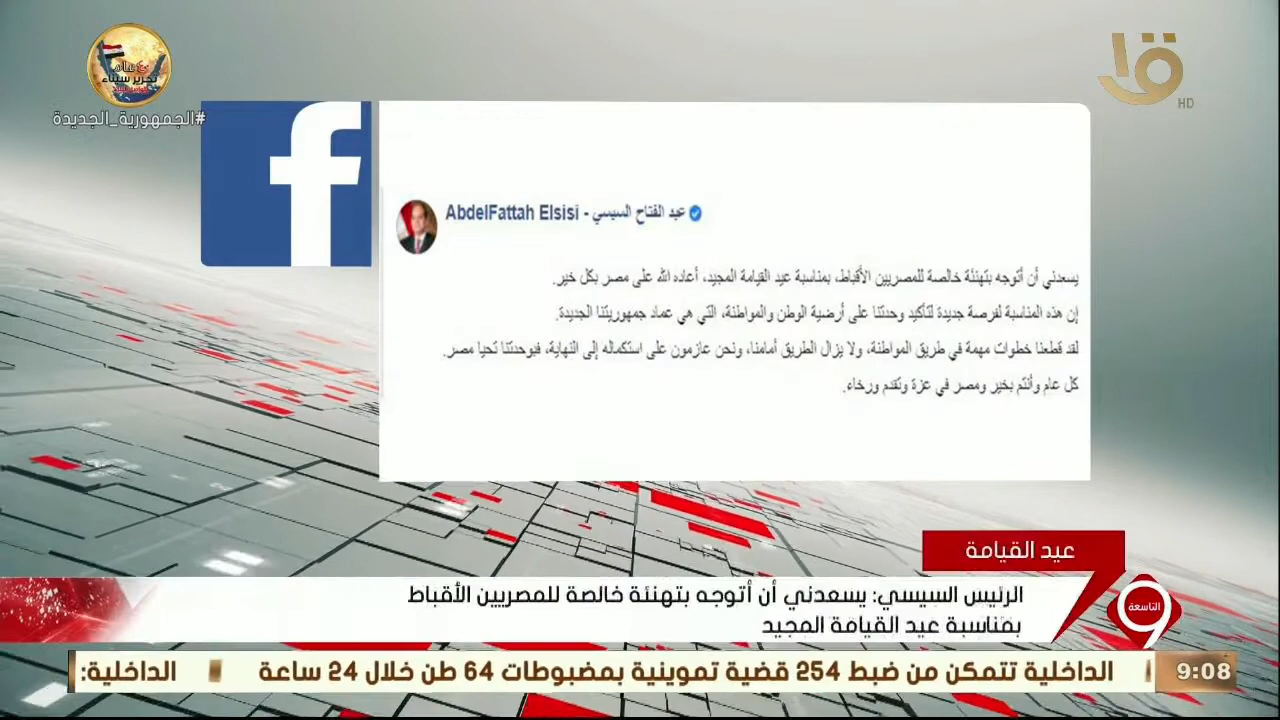 تحرير سيناء
#الجمهورية_الجديدة
HD
AbdelFattah Elsisi - عبد الفتاح السيسي
يسعدني أن أتوجه بتهنئة خالصة للمصريين الأقباط، بمناسبة عيد القيامة المجيد، أعاده الله على مصر بكل خير.
إن هذه المناسبة لفرصة جديدة لتأكيد وحدتنا على أرضية الوطن والمواطنة، التي هي عماد جمهوريتنا الجديدة.
لقد قطعنا خطوات مهمة في طريق المواطنة، ولا يزال الطريق أمامنا، ونحن عازمون على استكماله إلى النهاية، فبوحدتنا تحيا مصر.
كل عام وأنتم بخير ومصر في عزة وتقدم ورخاء.
عيد القيامة
الرئيس السيسي: يسعدني أن أتوجه بتهنئة خالصة للمصريين الأقباط
بمناسبة عيد القيامة المجيد
التاسعة
9
9:08
الداخلية تتمكن من ضبط 254 قضية تموينية بمضبوطات 64 طن خلال 24 ساعة الداخلية: